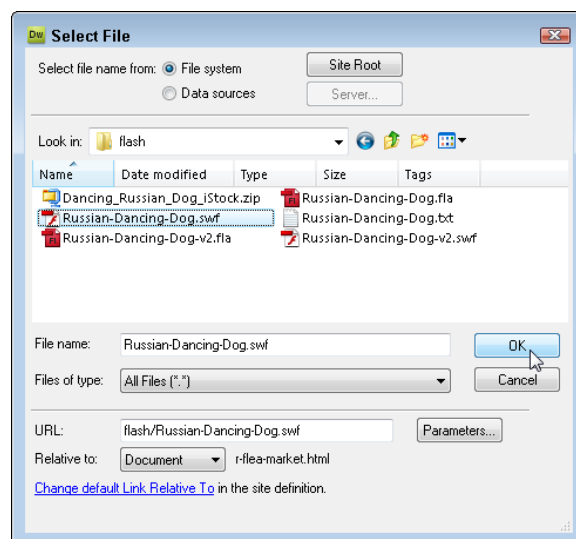 Dw Select File
Select file name from: File system Site Root
Data sources Server...
Look in: flash
Name Date modified Type Size Tags
Dancing_Russian_Dog_iStock.zip Russian-Dancing-Dog.fla
Russian-Dancing-Dog.swf Russian-Dancing-Dog.txt
Russian-Dancing-Dog-v2.fla Russian-Dancing-Dog-v2.swf
File name: Russian-Dancing-Dog.swf OK
Files of type: All Files (*.*) Cancel
URL: flash/Russian-Dancing-Dog.swf Parameters...
Relative to: Document r-flea-market.html
Change default Link Relative To in the site definition.